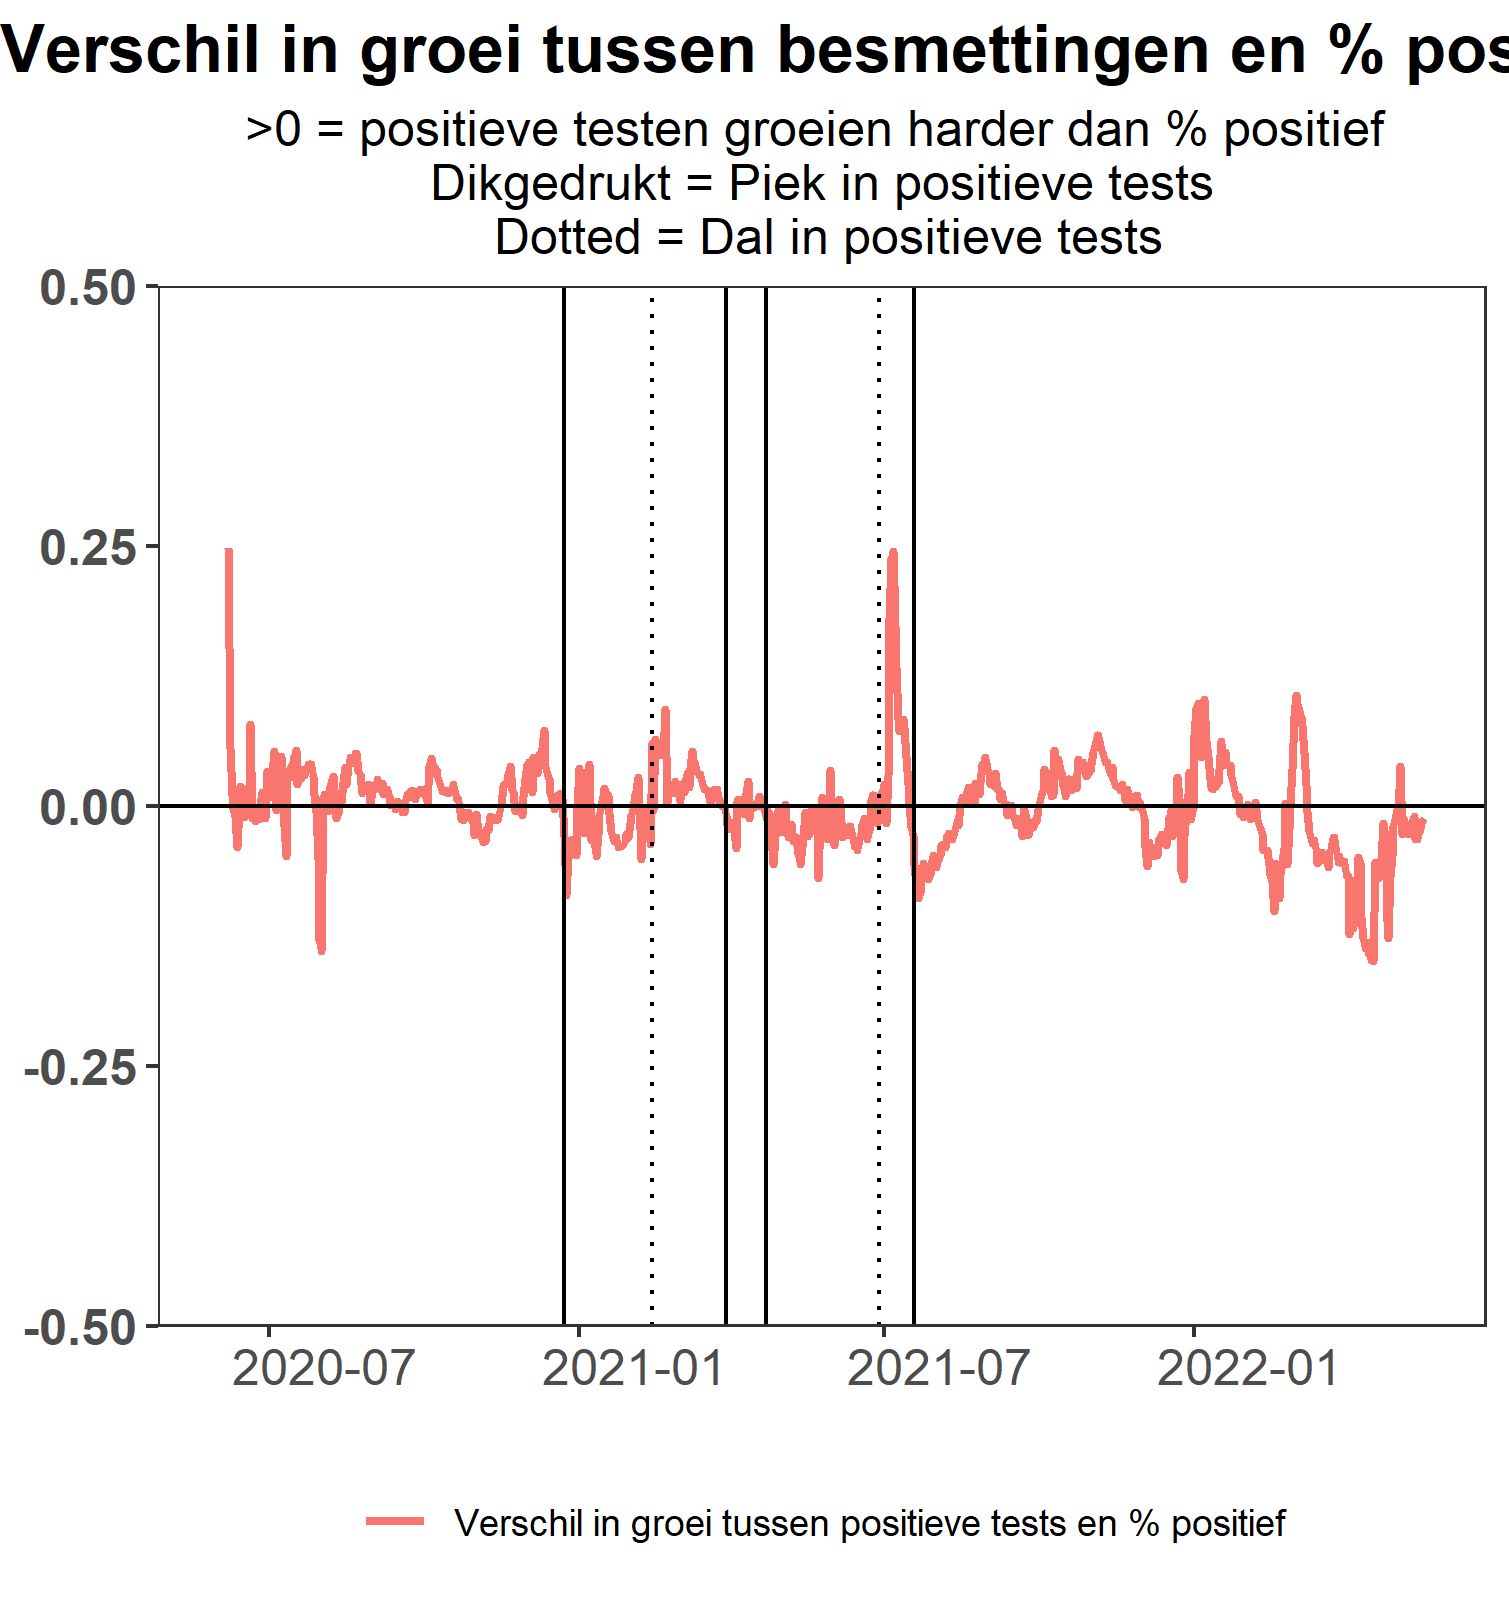 Verschil in groei tussen besmettingen en % pos
>0 = positieve testen groeien harder dan % positief
Dikgedrukt = Piek in positieve tests
Dotted = Dal in positieve tests
0.50
0.25
0.00
-0.25
-0.50
2020-07 2021-01 2021-07 2022-01
Verschil in groei tussen positieve tests en % positief